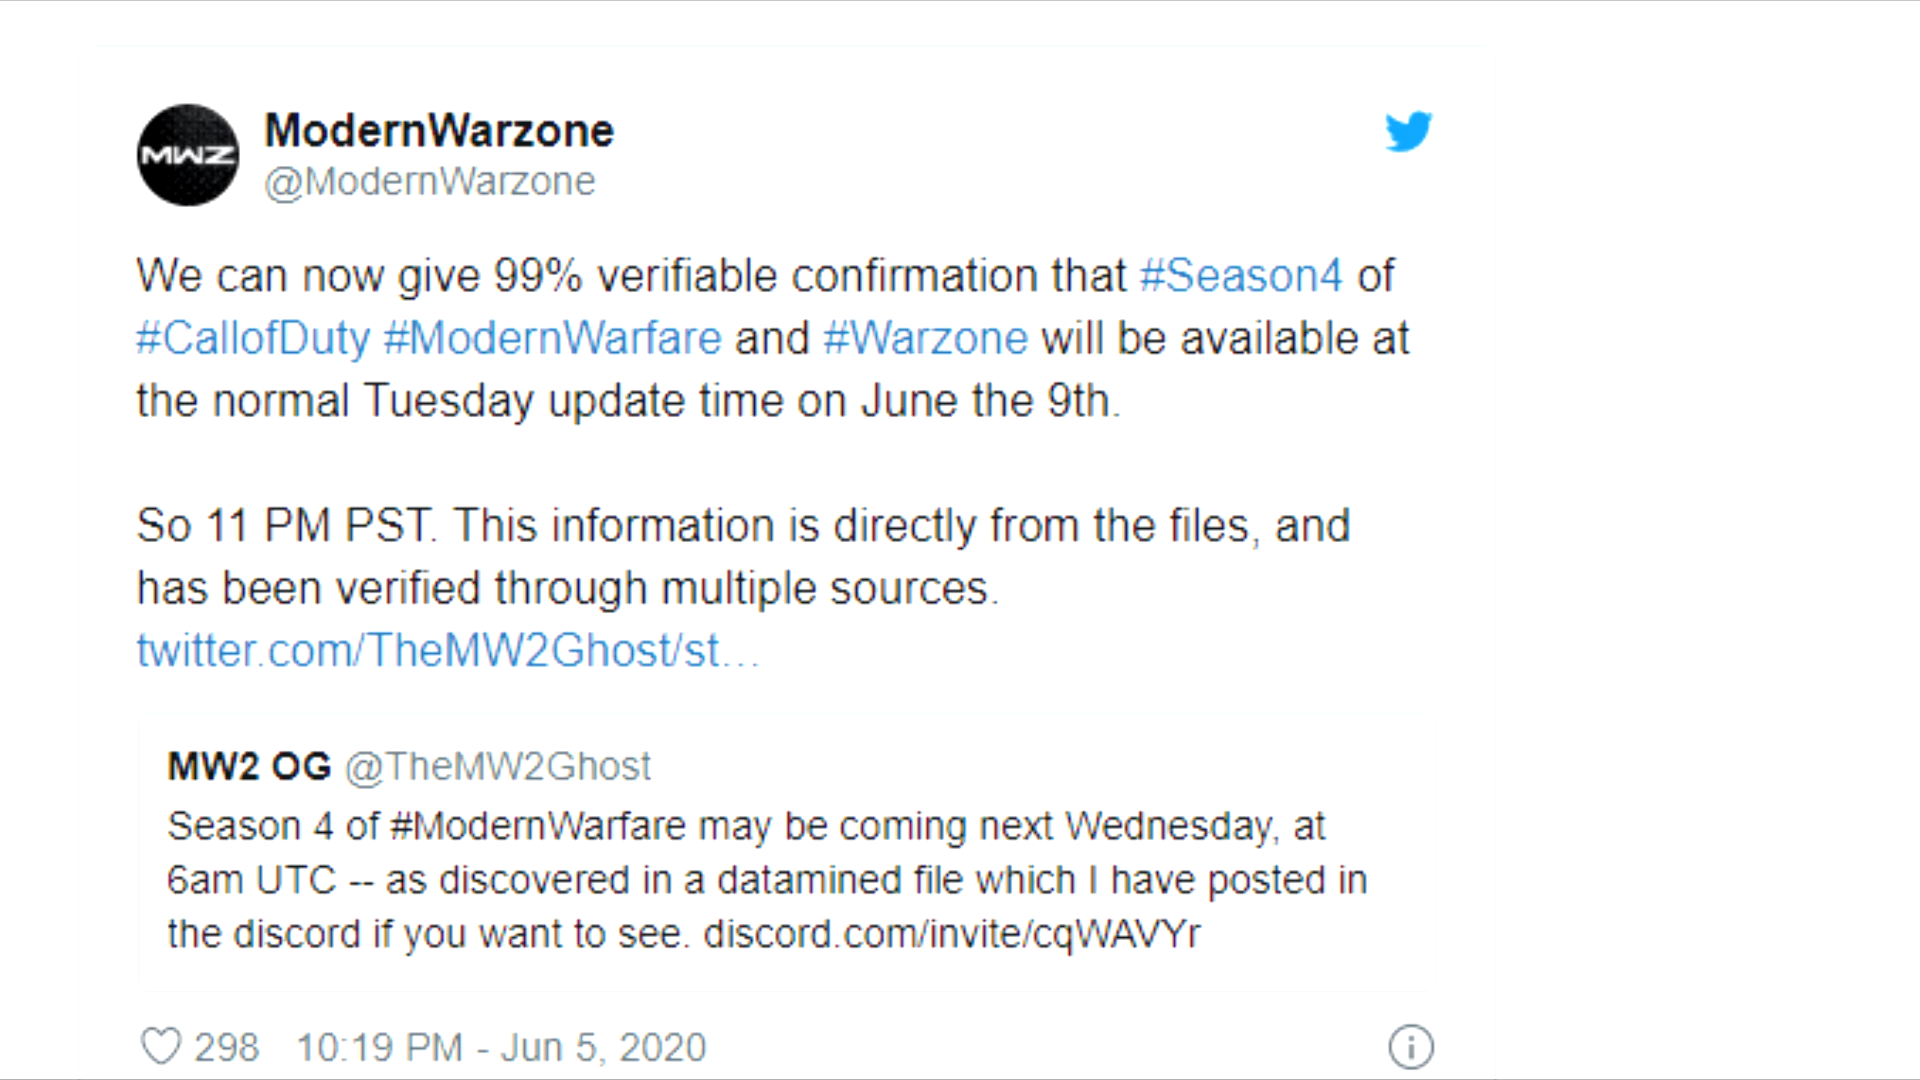 MWZ
ModernWarzone
@ModernWarzone
We can now give 99% verifiable confirmation that #Season4 of
#CallofDuty #ModernWarfare and #Warzone will be available at
the normal Tuesday update time on June the 9th.
So 11 PM PST. This information is directly from the files, and
has been verified through multiple sources.
twitter.com/TheMW2Ghost/st…
MW2 OG @TheMW2Ghost
Season 4 of #ModernWarfare may be coming next Wednesday, at
6am UTC -- as discovered in a datamined file which I have posted in
the discord if you want to see. discord.com/invite/cqWAVYr
298 10:19 PM - Jun 5, 2020